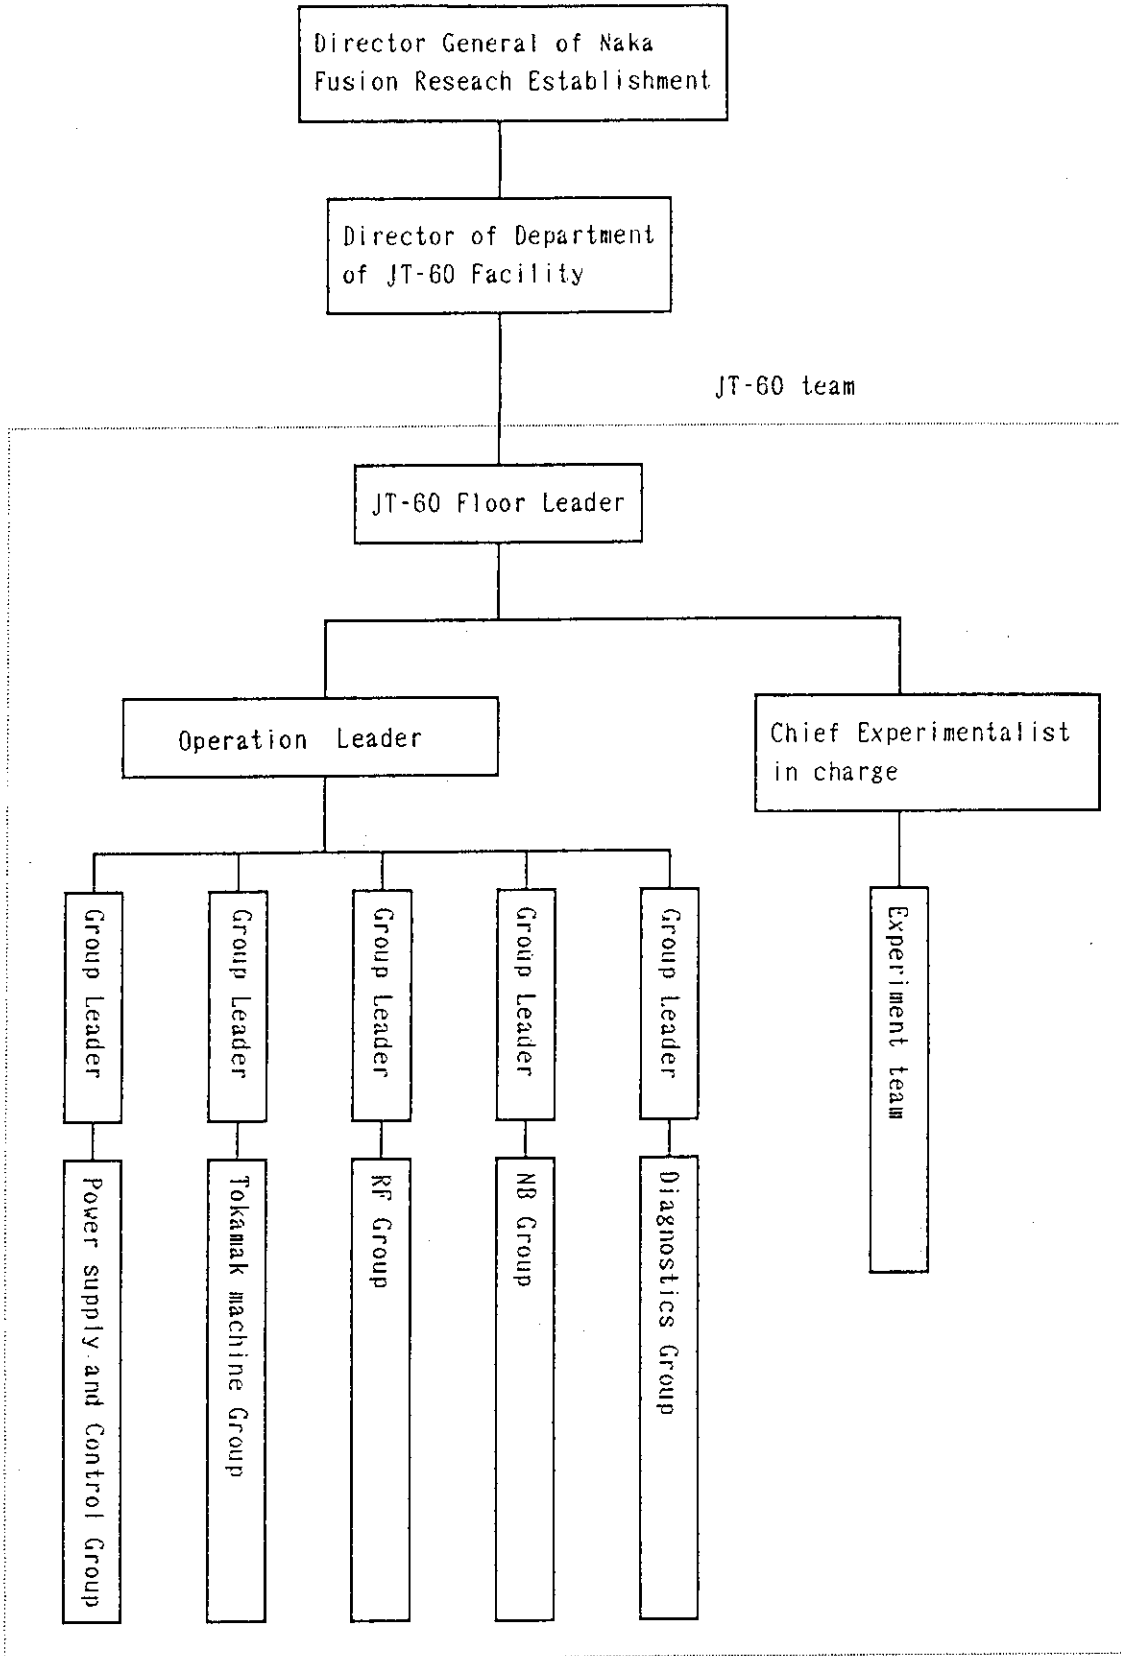 Director General of Naka
Fusion Reseach Establishment
Director of Department
of JT-60 Facility
JT-60 team
JT-60 Floor Leader
Operation Leader
Chief Experimentalist
in charge
Group Leader
Group Leader
Group Leader
Group Leader
Group Leader
Experiment team
Power supply and Control Group
Tokamak machine Group
RF Group
NB Group
Diagnostics Group